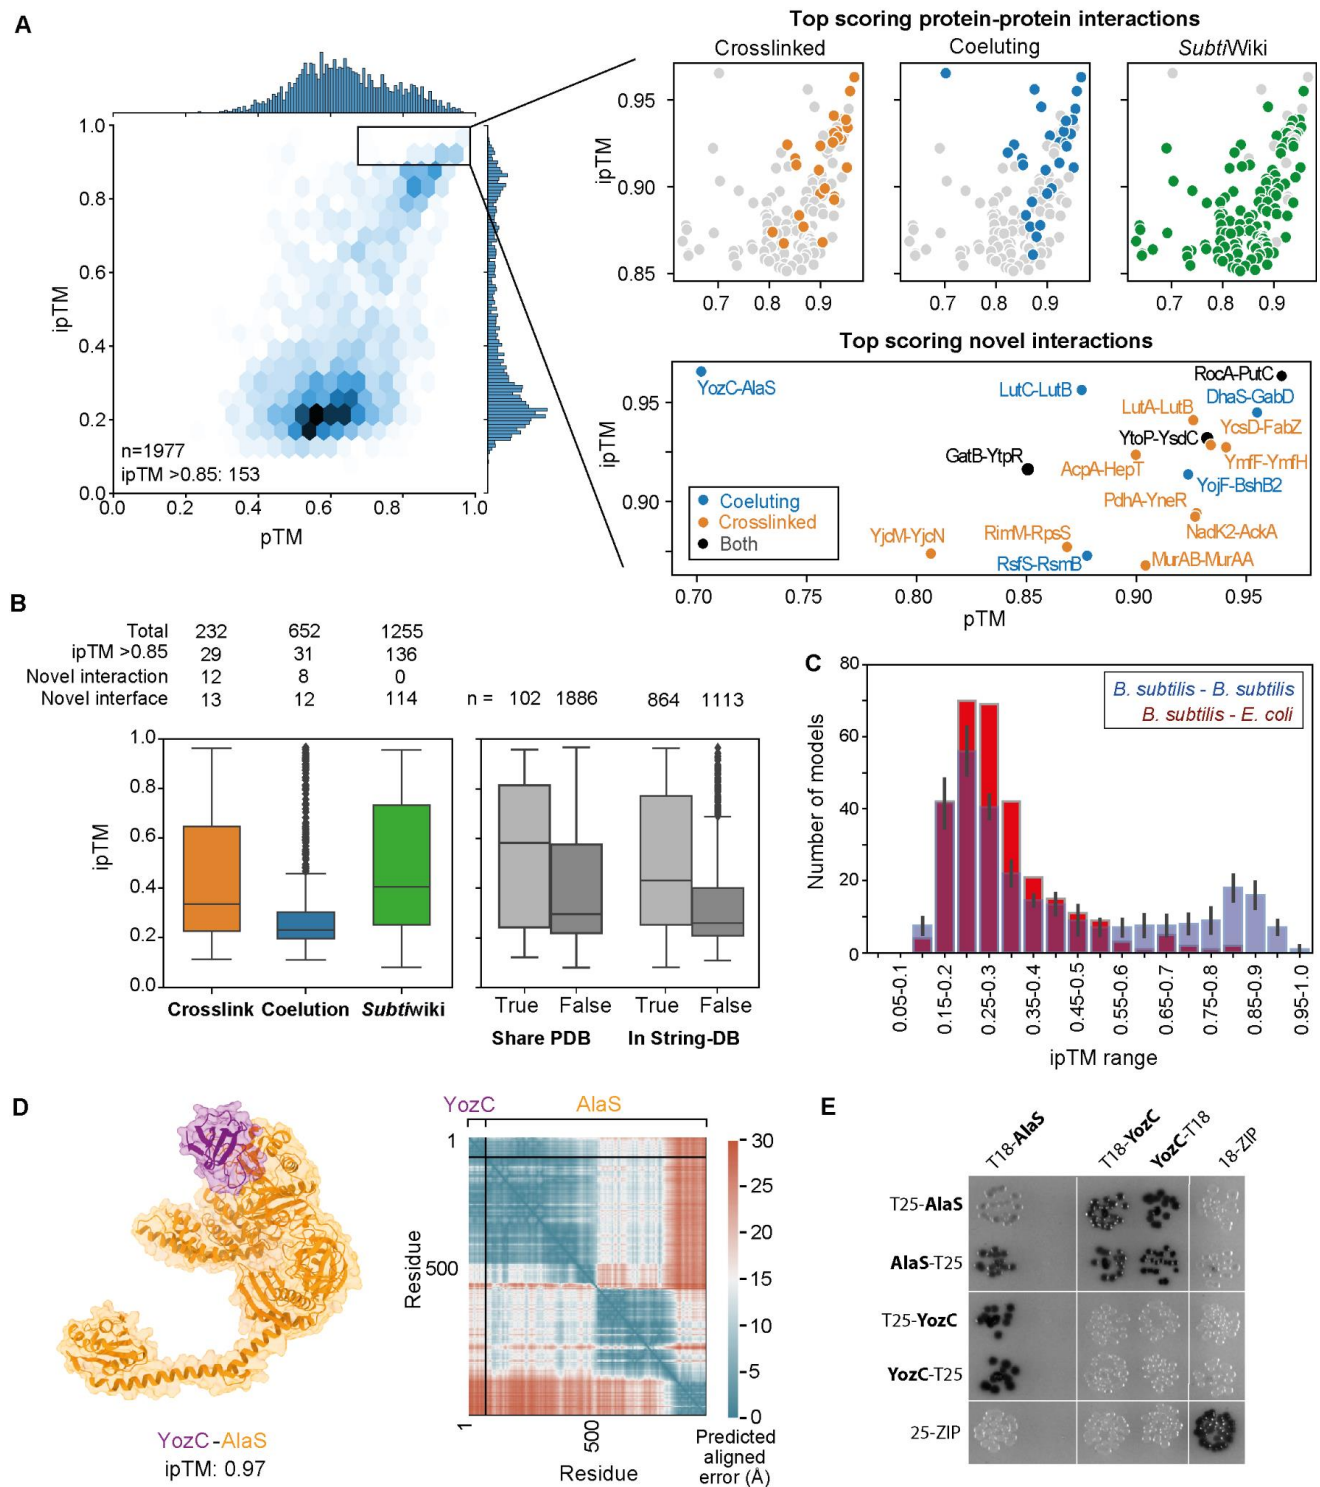 A
Top scoring protein-protein interactions
Crosslinked
Coeluting
SubtiWiki
1.0
0.8
0.6
0.4
0.2
0.0
ipTM
n=1977
ipTM >0.85: 153
0.0 0.2 0.4 0.6 0.8 1.0
pTM
ipTM
0.95
0.90
0.85
0.7 0.8 0.9
0.7 0.8 0.9
0.7 0.8 0.9
Top scoring novel interactions
ipTM
0.95
0.90
YozC-AlaS
LutC-LutB
RocA-PutC
DhaS-GabD
LutA-LutB
YcsD-FabZ
YtoP-YsdC
GatB-YtpR
AcpA-HepT
YmfF-YmfH
YojF-BshB2
PdhA-YneR
NadK2-AckA
YjdM-YjcN
RimM-RpsS
RsfS-RsmB
MurAB-MurAA
Coeluting
Crosslinked
Both
0.70 0.75 0.80 0.85 0.90 0.95
pTM
B
Total 232 652 1255
ipTM >0.85 29 31 136
Novel interaction 12 8 0
Novel interface 13 12 114
n = 102 1886 864 1113
ipTM
1.0
0.8
0.6
0.4
0.2
0.0
Crosslink Coelution Subtiwiki
True False True False
Share PDB In String-DB
C
B. subtilis - B. subtilis
B. subtilis - E. coli
Number of models
80
60
40
20
0
0.05-0.1
0.15-0.2
0.25-0.3
0.35-0.4
0.45-0.5
0.55-0.6
0.65-0.7
0.75-0.8
0.85-0.9
0.95-1.0
ipTM range
D
YozC-AlaS
ipTM: 0.97
YozC AlaS
1
500
Residue
1
500
Residue
30
25
20
15
10
5
0
Predicted
aligned
error (Å)
E
T18-AlaS
T18-YozC
YozC-T18
18-ZIP
T25-AlaS
AlaS-T25
T25-YozC
YozC-T25
25-ZIP